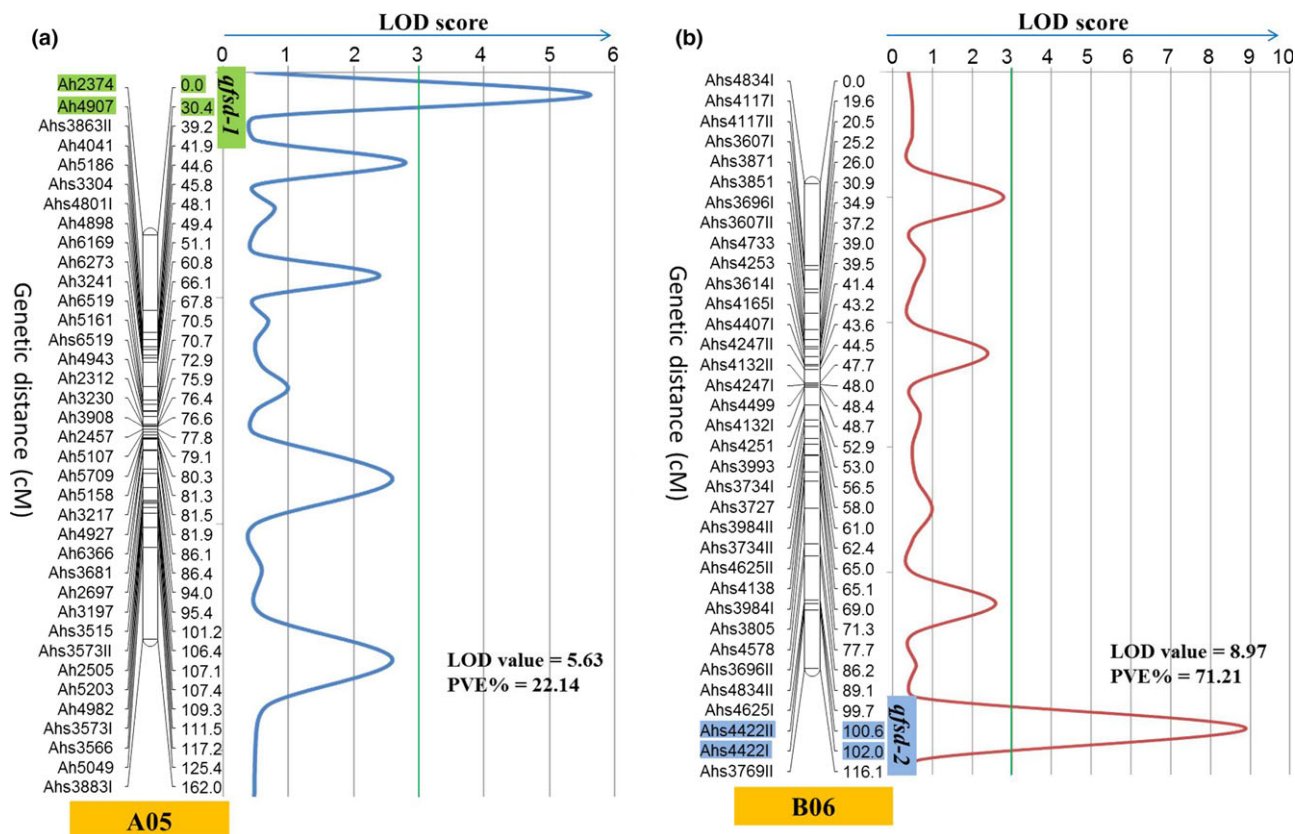 (a)
LOD score
0 1 2 3 4 5 6
Ah2374 0.0
Ah4907 30.4
Ahs3863II 39.2
Ah4041 41.9
Ah5186 44.6
Ahs3304 45.8
Ahs4801I 48.1
Ah4898 49.4
Ah6169 51.1
Ah6273 60.8
Ah3241 66.1
Ah6519 67.8
Ah5161 70.5
Ahs6519 70.7
Ah4943 72.9
Ah2312 75.9
Ah3230 76.4
Ah3908 76.6
Ah2457 77.8
Ah5107 79.1
Ah5709 80.3
Ah5158 81.3
Ah3217 81.5
Ah4927 81.9
Ah6366 86.1
Ahs3681 86.4
Ah2697 94.0
Ah3197 95.4
Ahs3515 101.2
Ahs3573II 106.4
Ah2505 107.1
Ah5203 107.4
Ah4982 109.3
Ahs3573I 111.5
Ahs3566 117.2
Ah5049 125.4
Ahs3883I 162.0
qfsd-1
Genetic distance (cM)
LOD value = 5.63
PVE% = 22.14
A05
(b)
LOD score
0 1 2 3 4 5 6 7 8 9 10
Ahs4834I 0.0
Ahs4117I 19.6
Ahs4117II 20.5
Ahs3607I 25.2
Ahs3871 26.0
Ahs3851 30.9
Ahs3696I 34.9
Ahs3607II 37.2
Ahs4733 39.0
Ahs4253 39.5
Ahs3614I 41.4
Ahs4165I 43.2
Ahs4407I 43.6
Ahs4247II 44.5
Ahs4132II 47.7
Ahs4247I 48.0
Ahs4499 48.4
Ahs4132I 48.7
Ahs4251 52.9
Ahs3993 53.0
Ahs3734I 56.5
Ahs3727 58.0
Ahs3984II 61.0
Ahs3734II 62.4
Ahs4625II 65.0
Ahs4138 65.1
Ahs3984I 69.0
Ahs3805 71.3
Ahs4578 77.7
Ahs3696II 86.2
Ahs4834II 89.1
Ahs4625I 99.7
Ahs4422II 100.6
Ahs4422I 102.0
Ahs3769II 116.1
qfsd-2
Genetic distance (cM)
LOD value = 8.97
PVE% = 71.21
B06